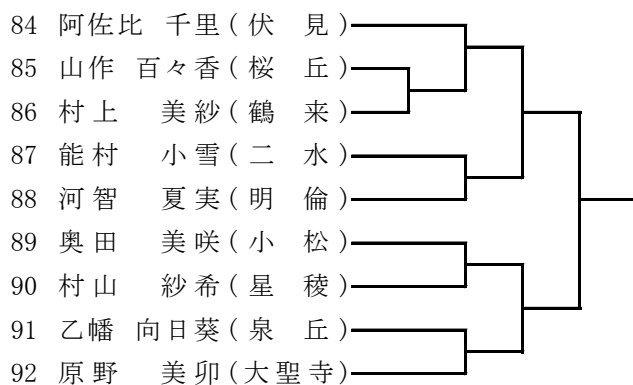 84 阿佐比 千里(伏 見)
85 山作 百々香(桜 丘)
86 村上 美紗(鶴 来)
87 能村 小雪(二 水)
88 河智 夏実(明 倫)
89 奥田 美咲(小 松)
90 村山 紗希(星 稜)
91 乙幡 向日葵(泉 丘)
92 原野 美卯(大聖寺)